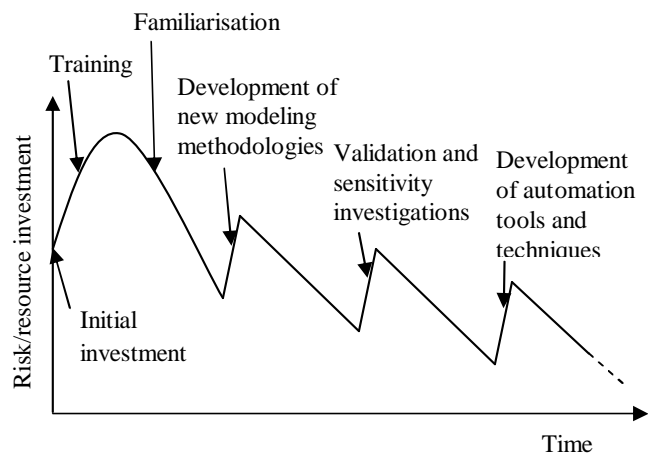 Familiarisation
Training
Development of
new modeling
methodologies
Validation and
sensitivity
investigations
Development
of automation
tools and
techniques
Risk/resource investment
Initial
investment
Time